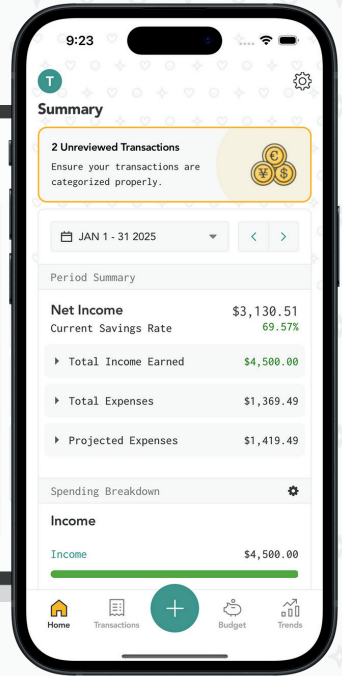 9:23
T
Summary
2 Unreviewed Transactions
Ensure your transactions are
categorized properly.
€
¥ $
JAN 1 - 31 2025
< >
Period Summary
Net Income $3,130.51
Current Savings Rate 69.57%
Total Income Earned $4,500.00
Total Expenses $1,369.49
Projected Expenses $1,419.49
Spending Breakdown
Income
Income $4,500.00
+
Home Transactions Budget Trends